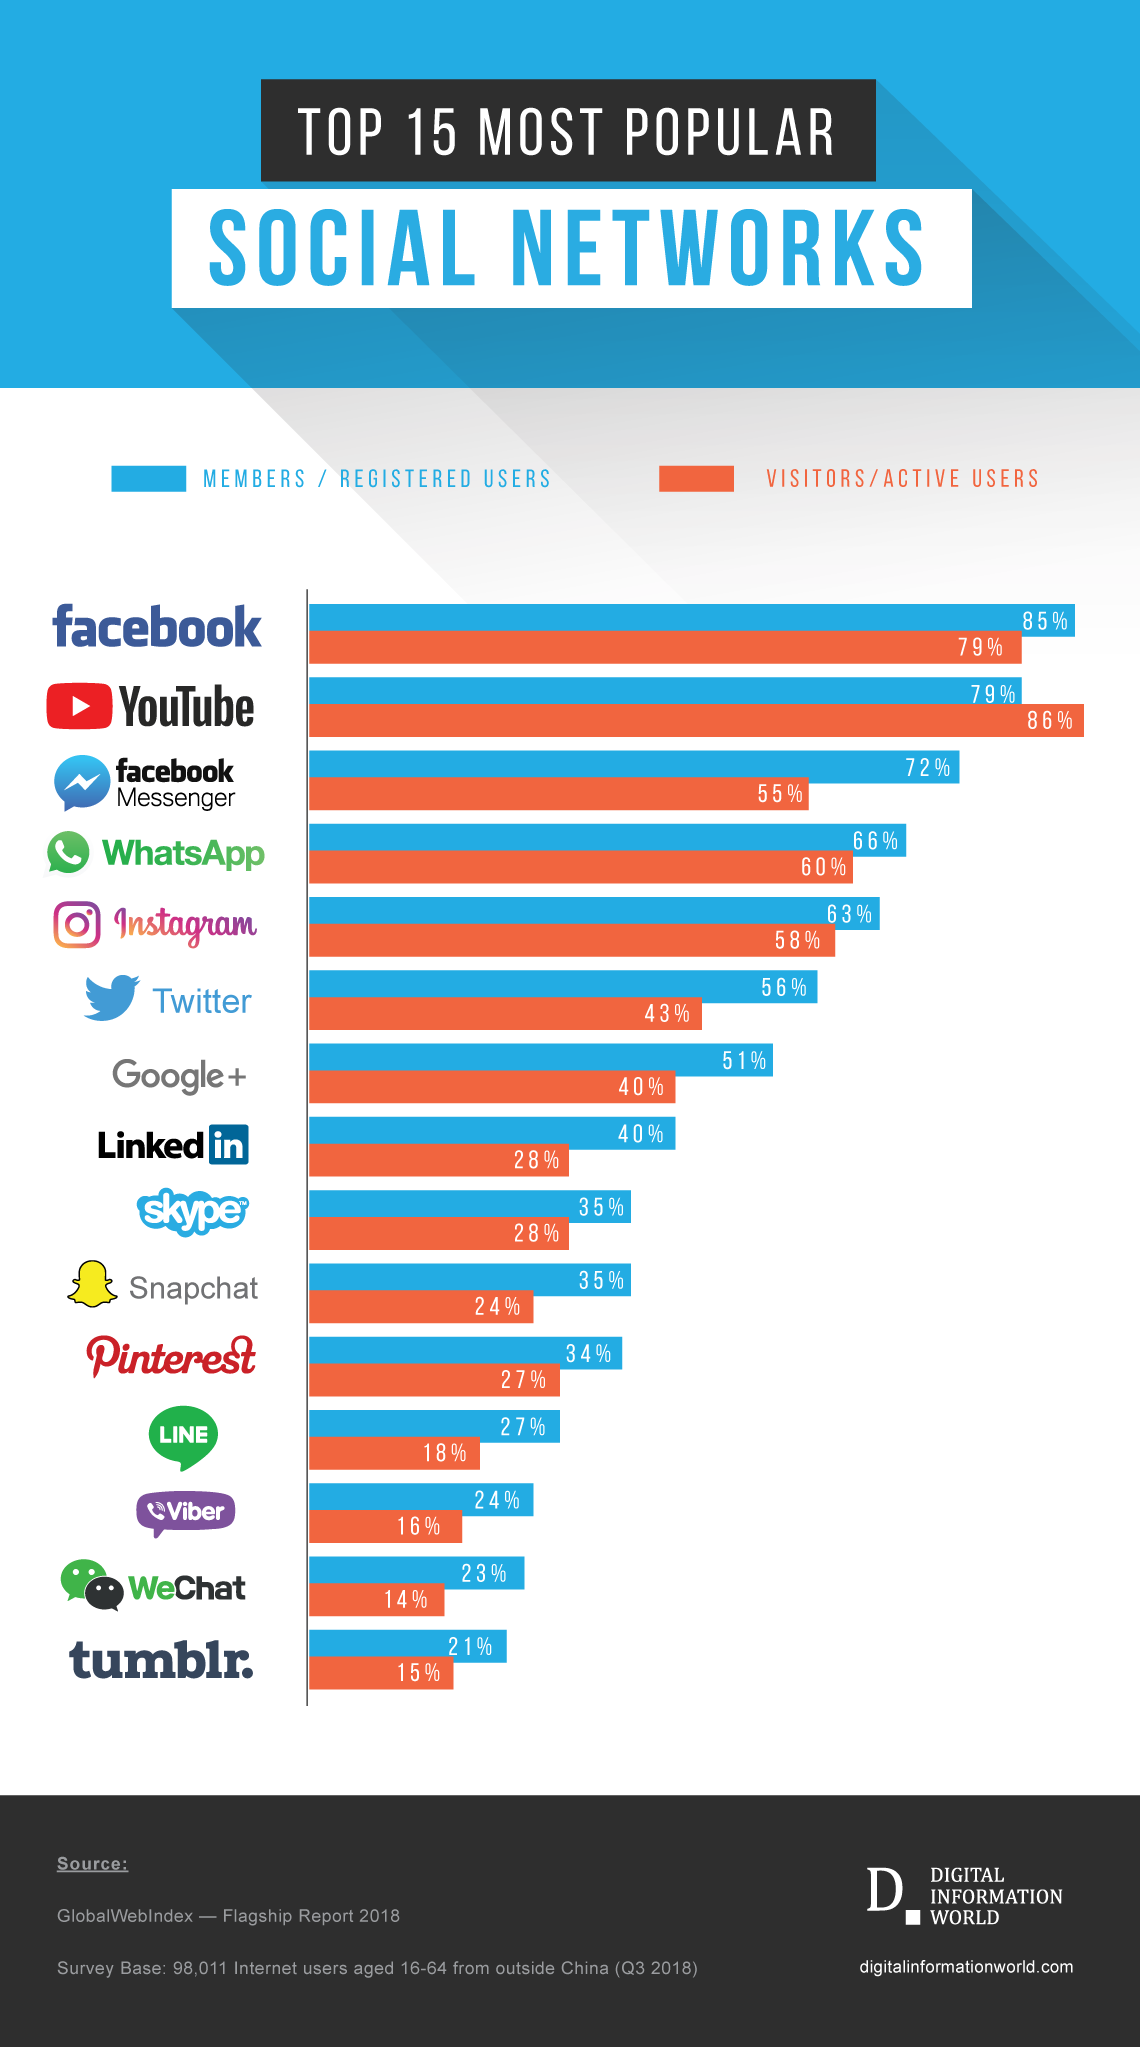 TOP 15 MOST POPULAR
SOCIAL NETWORKS
MEMBERS / REGISTERED USERS
VISITORS/ACTIVE USERS
facebook
85%
79%
YouTube
79%
86%
facebook
Messenger
72%
55%
WhatsApp
66%
60%
Instagram
63%
58%
Twitter
56%
43%
Google+
51%
40%
Linked in
40%
28%
skype™
35%
28%
Snapchat
35%
24%
Pinterest
34%
27%
LINE
27%
18%
Viber
24%
16%
WeChat
23%
14%
tumblr.
21%
15%
Source:
GlobalWebIndex — Flagship Report 2018
Survey Base: 98,011 Internet users aged 16-64 from outside China (Q3 2018)
D.
DIGITAL
INFORMATION
WORLD
digitalinformationworld.com